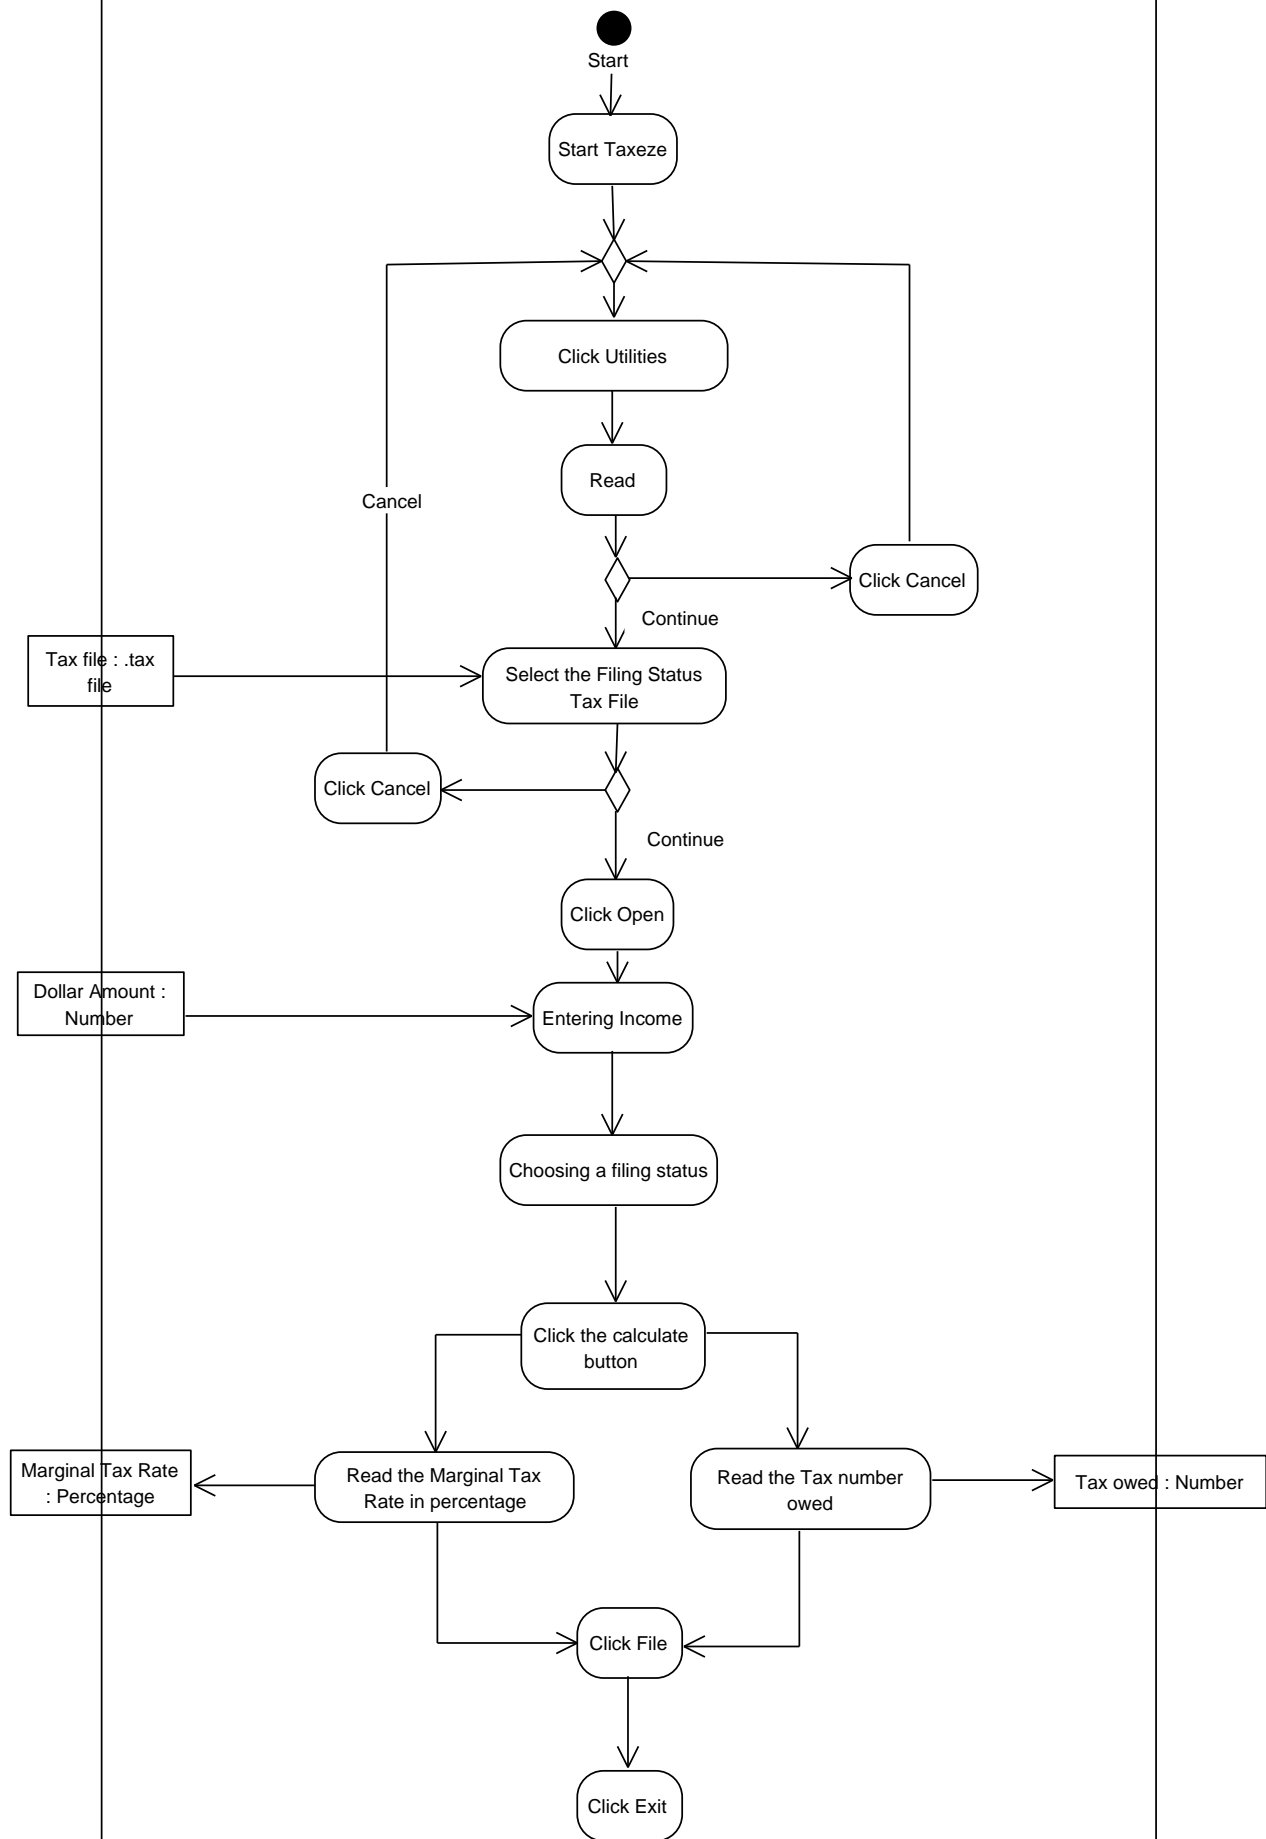 Start
Start Taxeze
Click Utilities
Read
Cancel
Click Cancel
Continue
Tax file : .tax
file
Select the Filing Status
Tax File
Click Cancel
Continue
Click Open
Dollar Amount :
Number
Entering Income
Choosing a filing status
Click the calculate
button
Marginal Tax Rate
: Percentage
Read the Marginal Tax
Rate in percentage
Read the Tax number
owed
Tax owed : Number
Click File
Click Exit